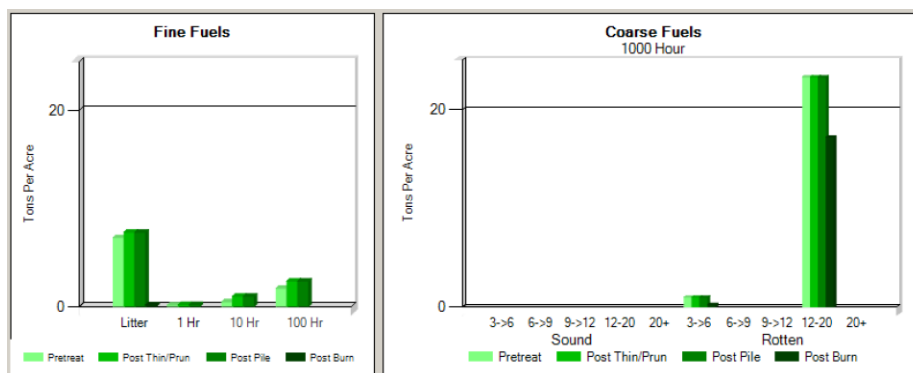 Fine Fuels
Tons Per Acre
20
0
Litter 1 Hr 10 Hr 100 Hr
Pretreat Post Thin/Prun Post Pile Post Burn
Coarse Fuels
1000 Hour
Tons Per Acre
20
0
3->6 6->9 9->12 12-20 20+ 3->6 6->9 9->12 12-20 20+
Sound Rotten
Pretreat Post Thin/Prun Post Pile Post Burn